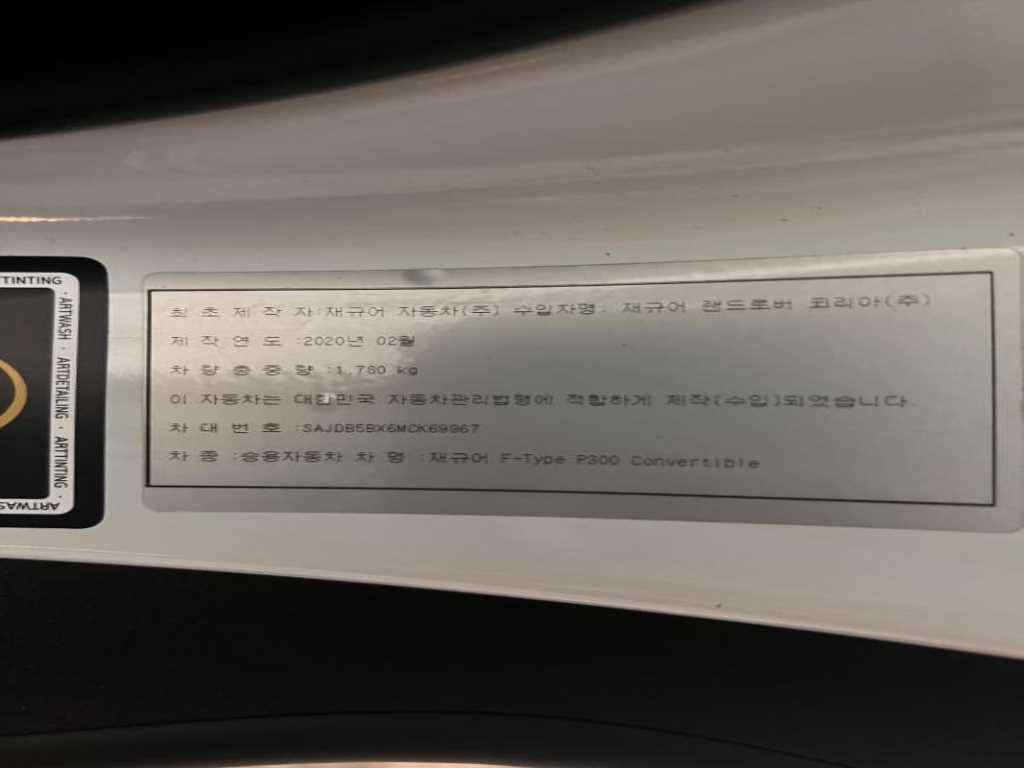 최 초 제 작 자:재규어 자동차(주) 수입자명: 재규어 랜드로버 코리아(주)
제 작 연 도 :2020년 02월
차 량 총 중 량 :1,780 kg
이 자동차는 대한민국 자동차관리법령에 적합하게 제작(수입)되었습니다.
차 대 번 호 :SAJDB5BX6MCK69967
차 종 :승용자동차 차 명 :재규어 F-Type P300 Convertible
TINTING
· ARTWASH · ARTDETAILING · ARTTINTING ·
ARTWAS